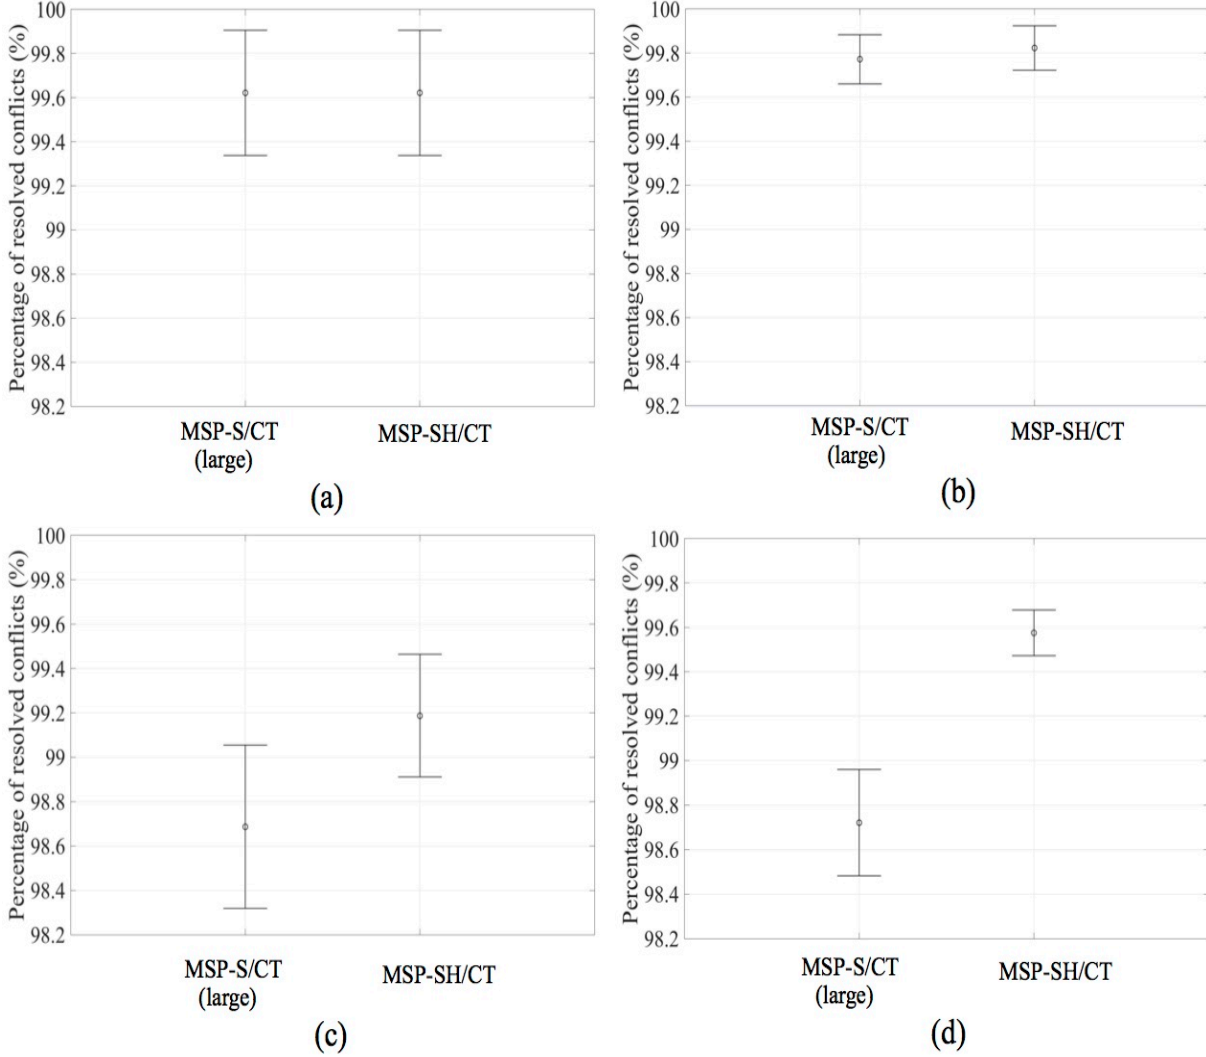 Percentage of resolved conflicts (%)
100
99.8
99.6
99.4
99.2
99
98.8
98.6
98.4
98.2
MSP-S/CT
(large)
MSP-SH/CT
(a)
Percentage of resolved conflicts (%)
100
99.8
99.6
99.4
99.2
99
98.8
98.6
98.4
98.2
MSP-S/CT
(large)
MSP-SH/CT
(b)
Percentage of resolved conflicts (%)
100
99.8
99.6
99.4
99.2
99
98.8
98.6
98.4
98.2
MSP-S/CT
(large)
MSP-SH/CT
(c)
Percentage of resolved conflicts (%)
100
99.8
99.6
99.4
99.2
99
98.8
98.6
98.4
98.2
MSP-S/CT
(large)
MSP-SH/CT
(d)